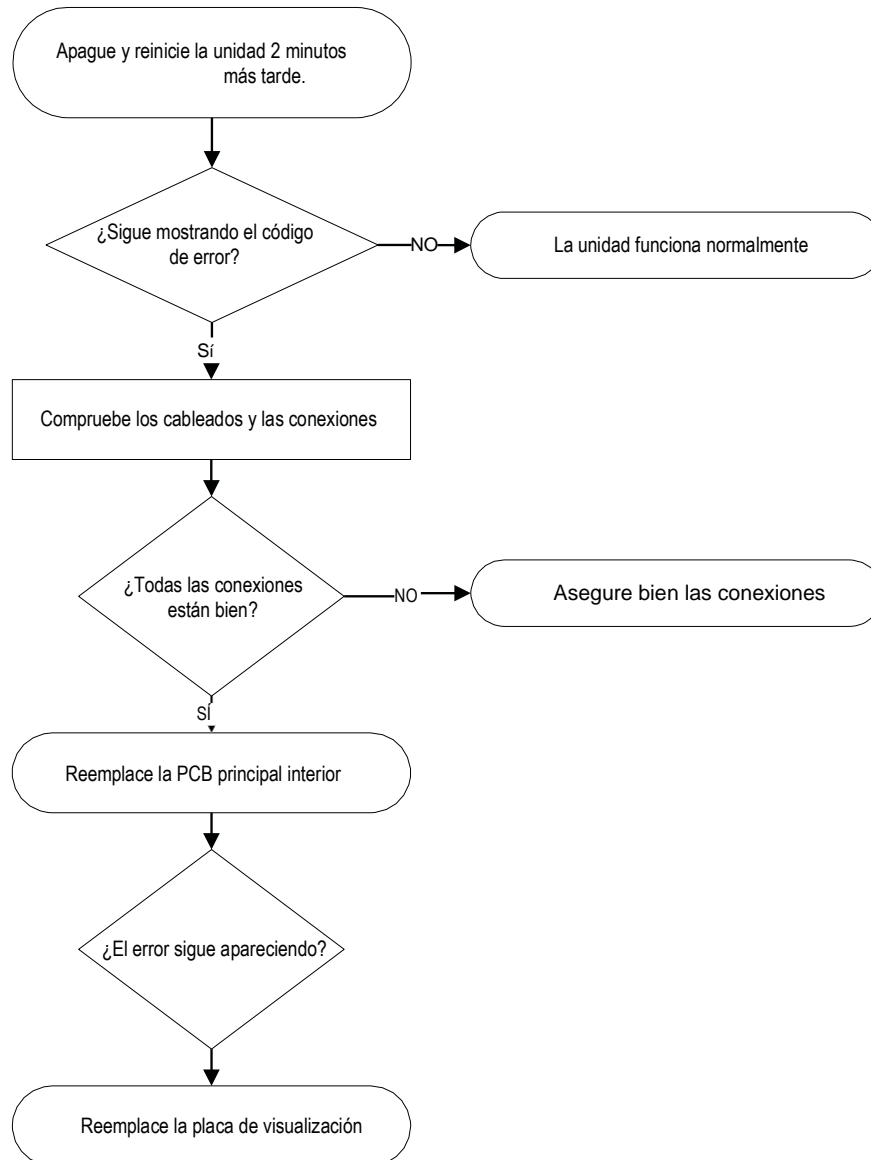 Apague y reinicie la unidad 2 minutos
más tarde.
¿Sigue mostrando el código
de error?
NO
La unidad funciona normalmente
Sí
Compruebe los cableados y las conexiones
¿Todas las conexiones
están bien?
NO
Asegure bien las conexiones
SÍ
Reemplace la PCB principal interior
¿El error sigue apareciendo?
Reemplace la placa de visualización